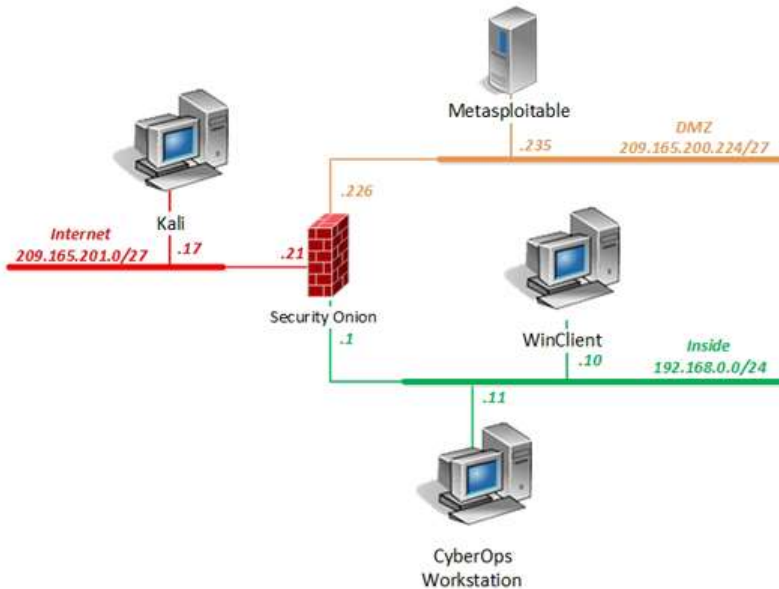 Metasploitable
DMZ
.235
209.165.200.224/27
.226
Kali
Internet
.17
209.165.201.0/27
.21
Security Onion
.1
WinClient
Inside
.10
192.168.0.0/24
.11
CyberOps
Workstation